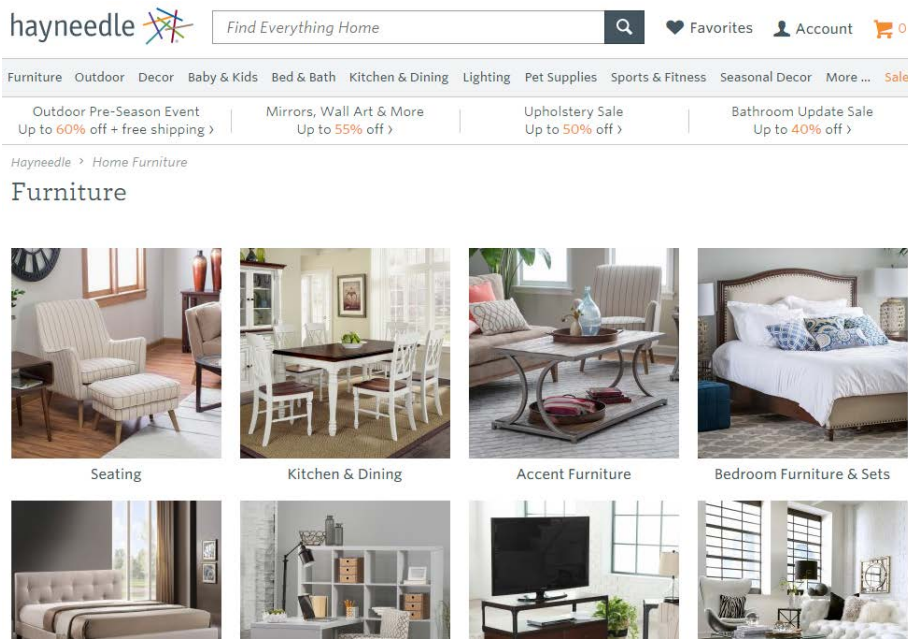 hayneedle
Find Everything Home
Favorites
Account
0
Furniture Outdoor Decor Baby & Kids Bed & Bath Kitchen & Dining Lighting Pet Supplies Sports & Fitness Seasonal Decor More ... Sale
Outdoor Pre-Season Event
Up to 60% off + free shipping >
Mirrors, Wall Art & More
Up to 55% off >
Upholstery Sale
Up to 50% off >
Bathroom Update Sale
Up to 40% off >
Hayneedle > Home Furniture
Furniture
Seating
Kitchen & Dining
Accent Furniture
Bedroom Furniture & Sets